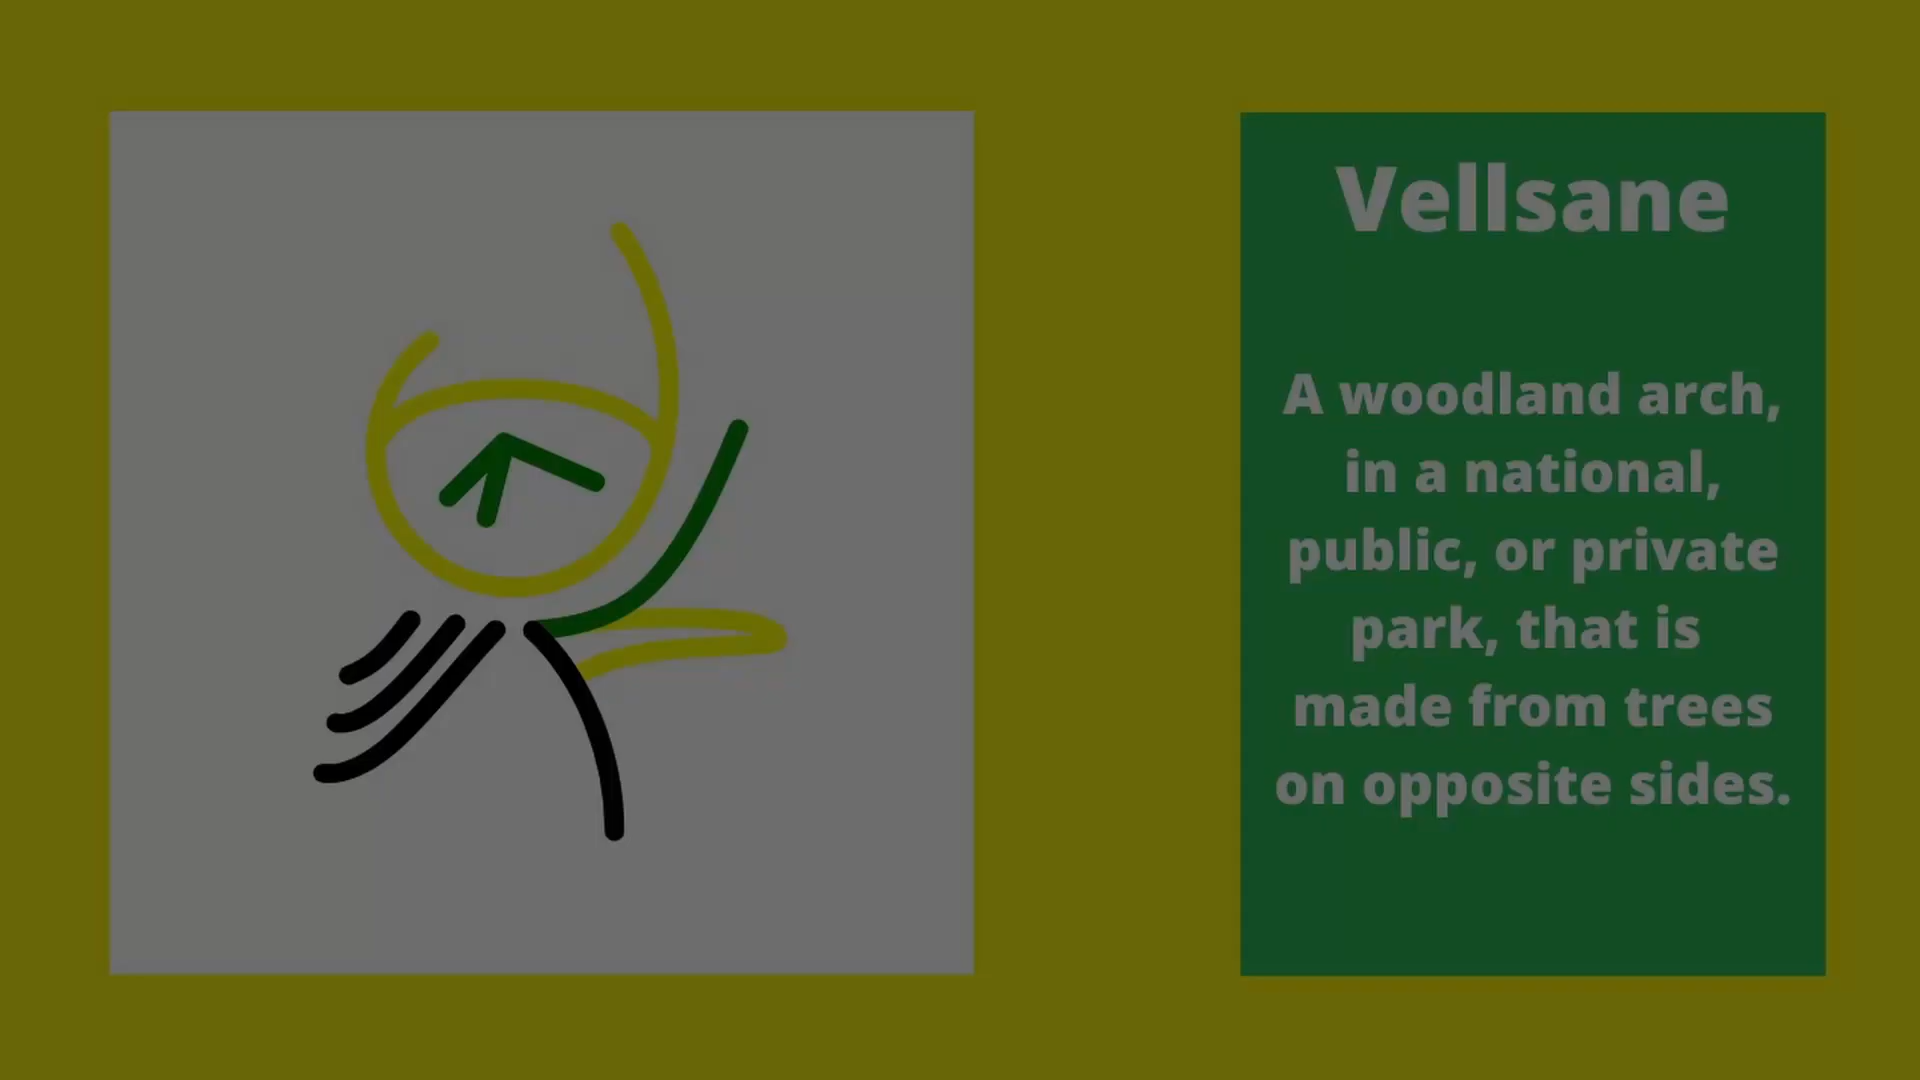 Vellsane
A woodland arch,
in a national,
public, or private
park, that is
made from trees
on opposite sides.